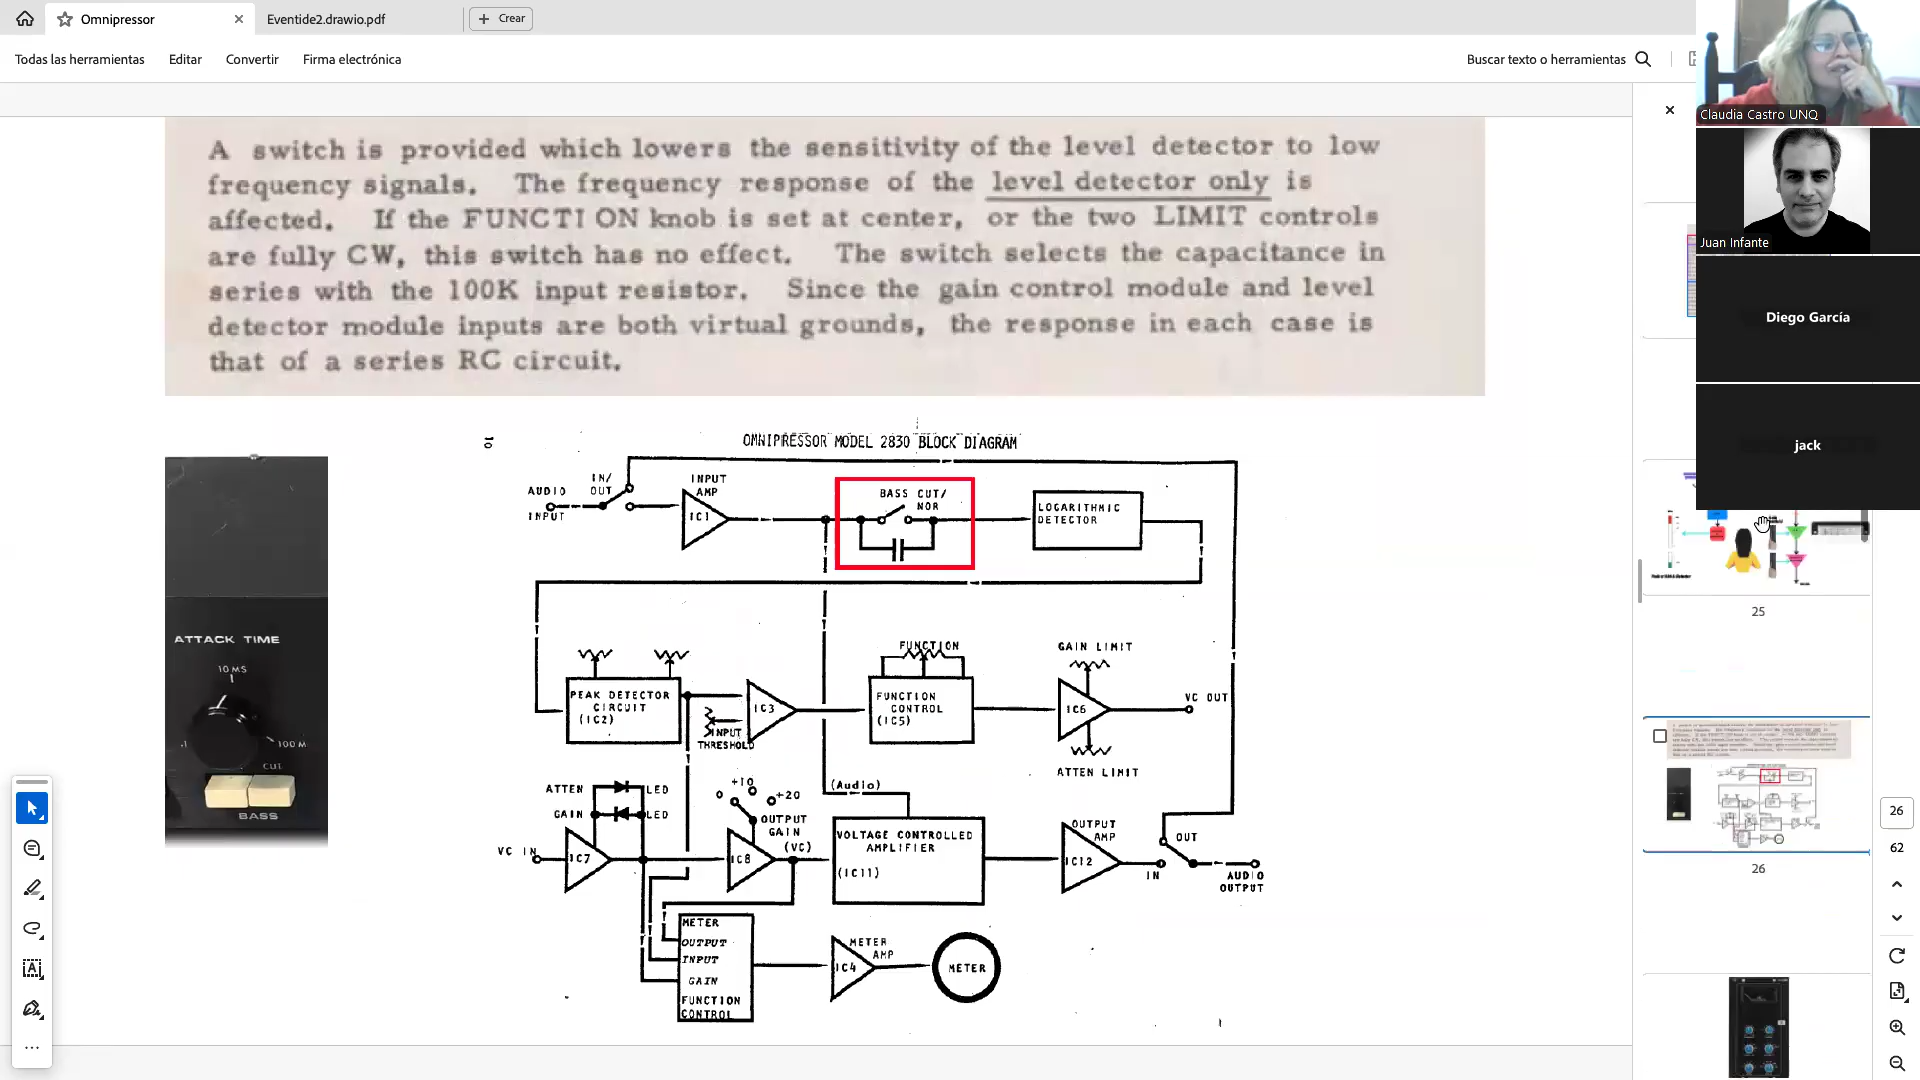 Omnipressor
Eventide2.drawio.pdf
Crear
Todas las herramientas
Editar
Convertir
Firma electrónica
Buscar texto o herramientas
Claudia Castro UNQ
Juan Infante
Diego García
jack
A switch is provided which lowers the sensitivity of the level detector to low
frequency signals. The frequency response of the level detector only is
affected. If the FUNCTI ON knob is set at center, or the two LIMIT controls
are fully CW, this switch has no effect. The switch selects the capacitance in
series with the 100K input resistor. Since the gain control module and level
detector module inputs are both virtual grounds, the response in each case is
that of a series RC circuit.
10
OMNIPRESSOR MODEL 2830 BLOCK DIAGRAM
AUDIO
INPUT
IN/
OUT
INPUT
AMP
IC1
BASS CUT/
NOR
LOGARITHMIC
DETECTOR
PEAK DETECTOR
CIRCUIT
(IC2)
INPUT
THRESHOLD
IC3
FUNCTION
FUNCTION
CONTROL
(IC5)
GAIN LIMIT
IC6
ATTEN LIMIT
VC OUT
ATTEN
LED
GAIN
LED
VC IN
IC7
0
+10
+20
OUTPUT
GAIN
(VC)
IC8
(Audio)
VOLTAGE CONTROLLED
AMPLIFIER
(IC11)
OUTPUT
AMP
IC12
OUT
IN
AUDIO
OUTPUT
METER
OUTPUT
INPUT
GAIN
FUNCTION
CONTROL
METER
AMP
IC4
METER
ATTACK TIME
10 MS
.1
100 M
CUT
BASS
25
26
26
62